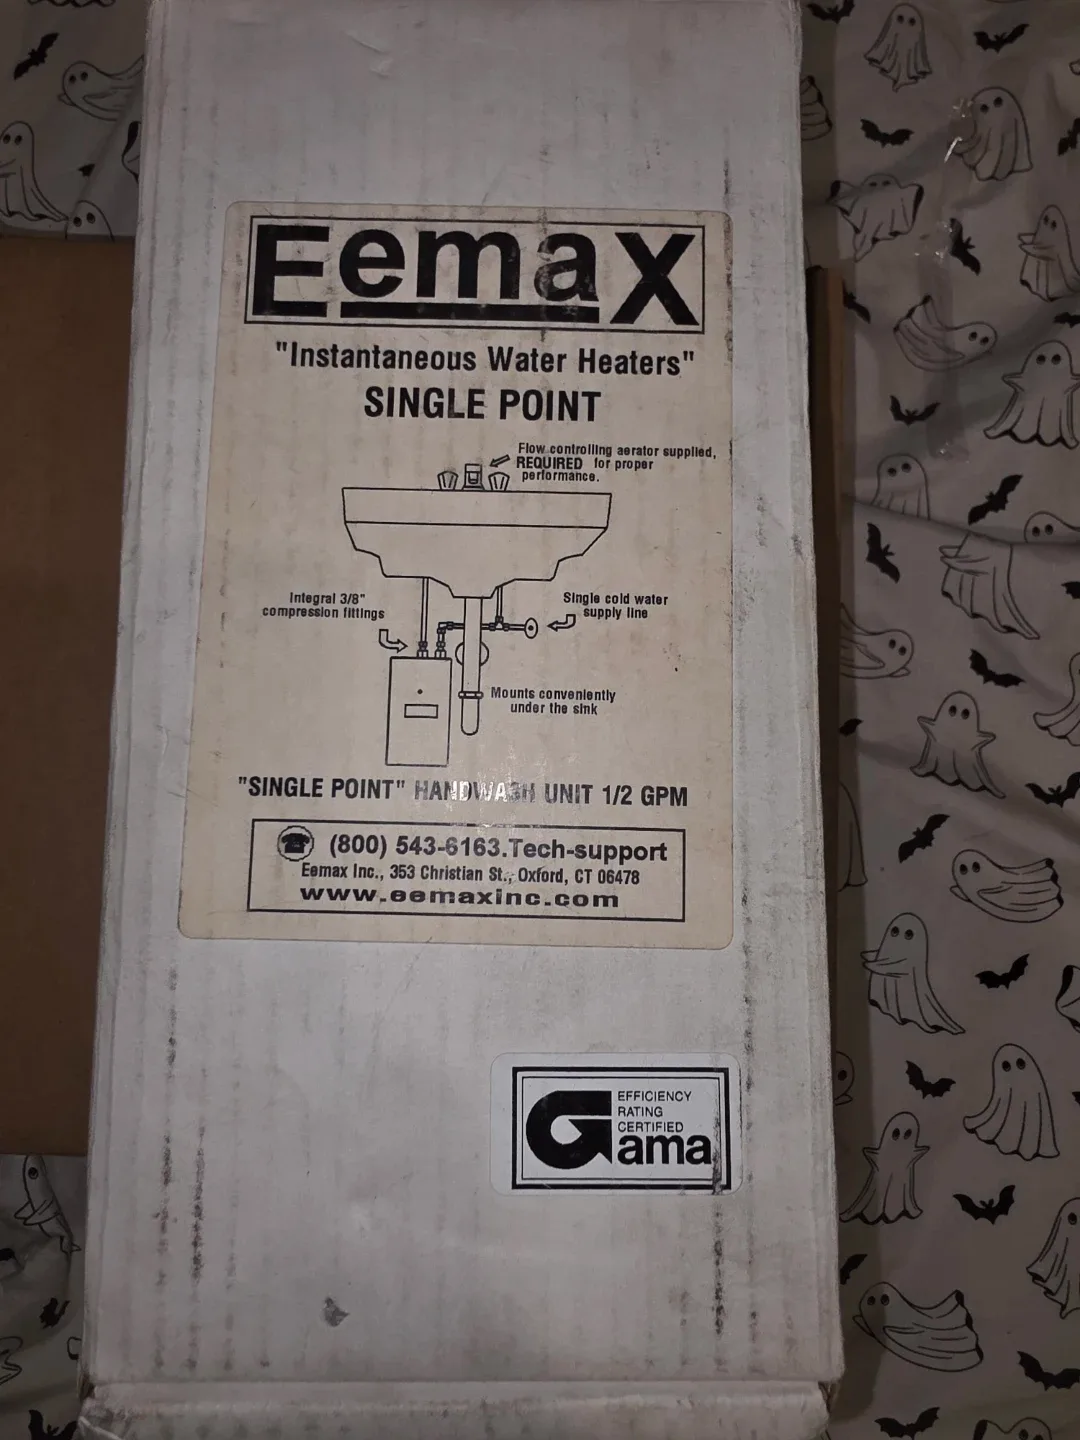 Eemax
"Instantaneous Water Heaters"
SINGLE POINT
Flow controlling aerator supplied,
REQUIRED for proper
performance.
Integral 3/8"
compression fittings
Single cold water
supply line
Mounts conveniently
under the sink
"SINGLE POINT" HANDWASH UNIT 1/2 GPM
(800) 543-6163.Tech-support
Eemax Inc., 353 Christian St., Oxford, CT 06478
www.eemaxinc.com
EFFICIENCY
RATING
CERTIFIED
Gama